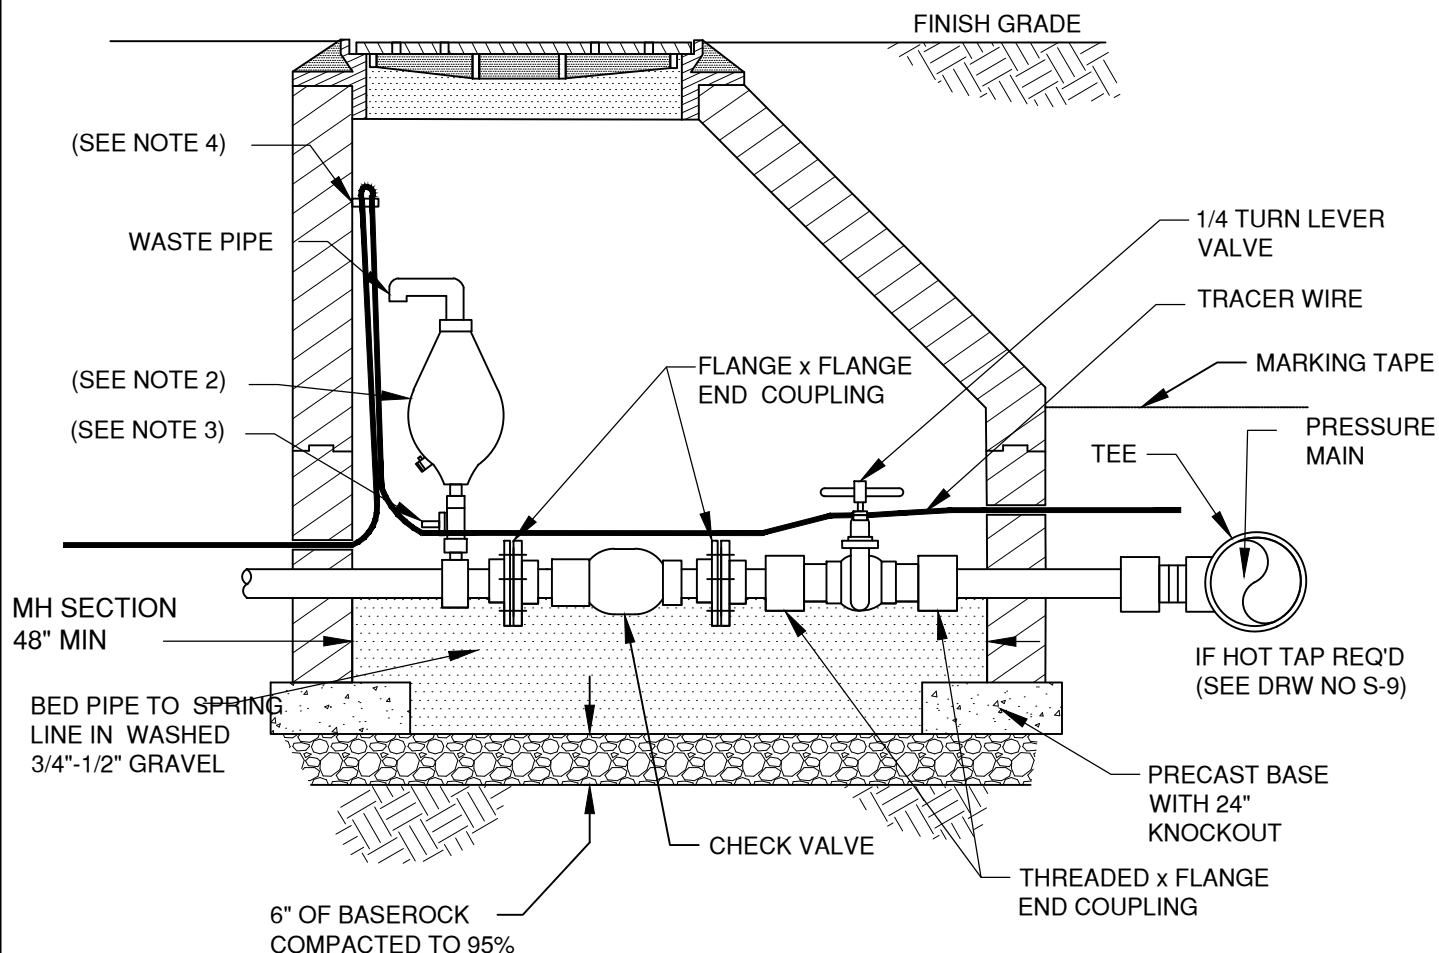 FINISH GRADE
(SEE NOTE 4)
WASTE PIPE
1/4 TURN LEVER
VALVE
TRACER WIRE
(SEE NOTE 2)
FLANGE x FLANGE
END COUPLING
MARKING TAPE
(SEE NOTE 3)
PRESSURE
MAIN
TEE
MH SECTION
48" MIN
IF HOT TAP REQ'D
(SEE DRW NO S-9)
BED PIPE TO SPRING
LINE IN WASHED
3/4"-1/2" GRAVEL
PRECAST BASE
WITH 24"
KNOCKOUT
CHECK VALVE
THREADED x FLANGE
END COUPLING
6" OF BASEROCK
COMPACTED TO 95%